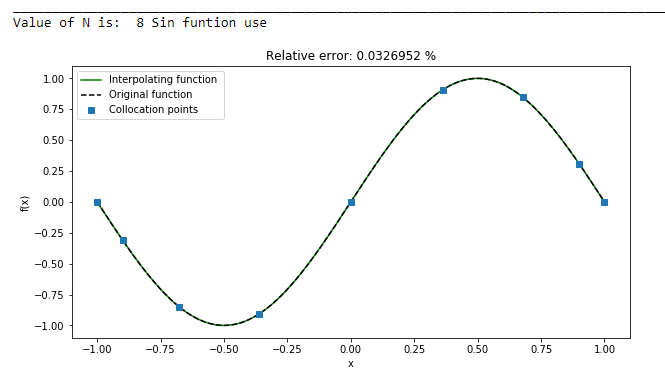 Value of N is:  8 Sin funtion use
Relative error: 0.0326952 %
Interpolating function
Original function
Collocation points
1.00
0.75
0.50
0.25
0.00
−0.25
−0.50
−0.75
−1.00
f(x)
−1.00 −0.75 −0.50 −0.25 0.00 0.25 0.50 0.75 1.00
x